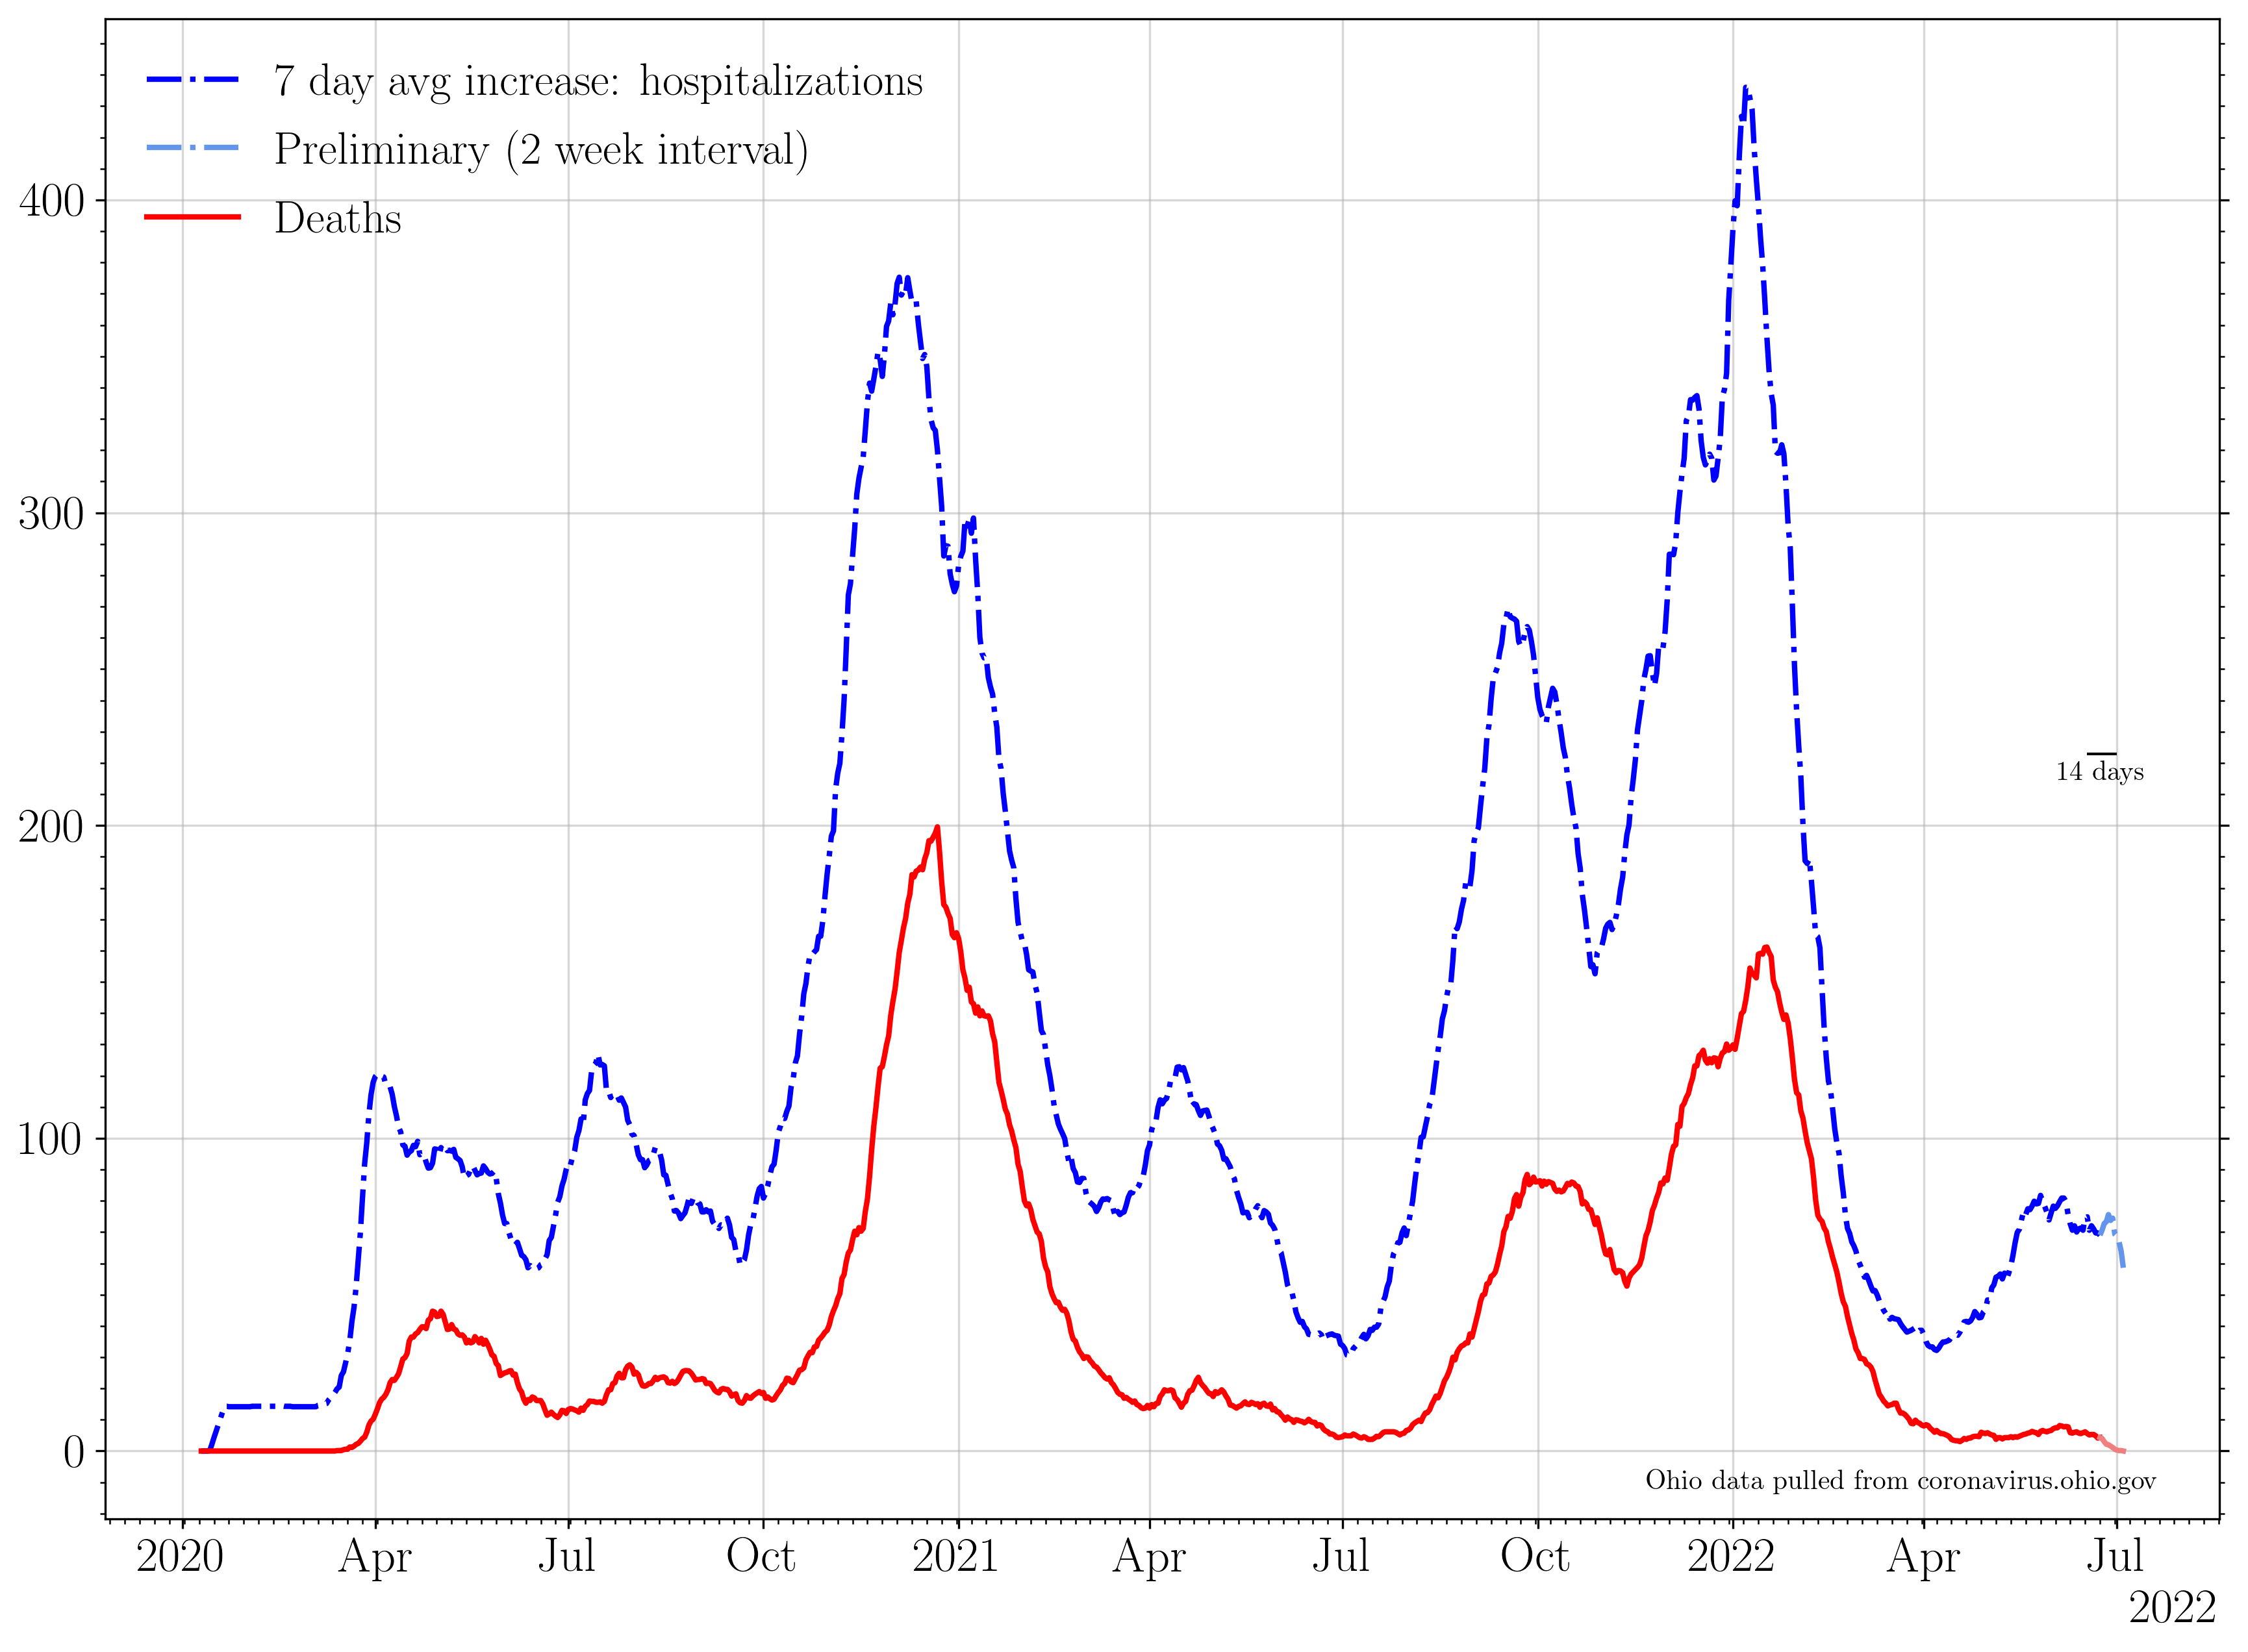 7 day avg increase: hospitalizations
Preliminary (2 week interval)
Deaths
400
300
200
100
0
14 days
Ohio data pulled from coronavirus.ohio.gov
2020 Apr Jul Oct 2021 Apr Jul Oct 2022 Apr Jul
2022